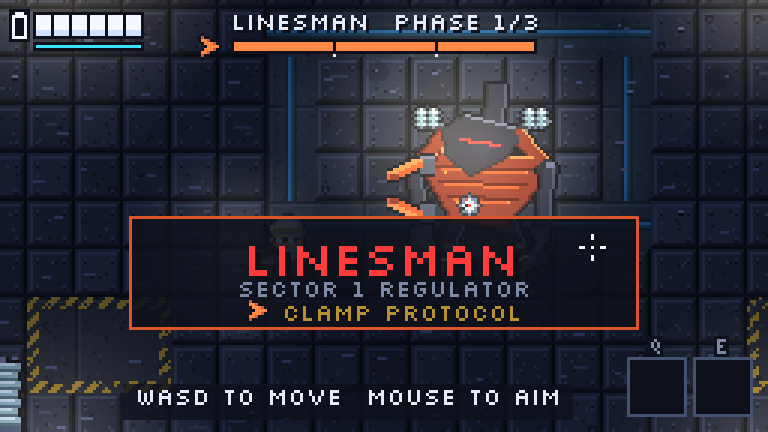 LINESMAN PHASE 1/3
LINESMAN
SECTOR 1 REGULATOR
CLAMP PROTOCOL
Q E
WASD TO MOVE MOUSE TO AIM